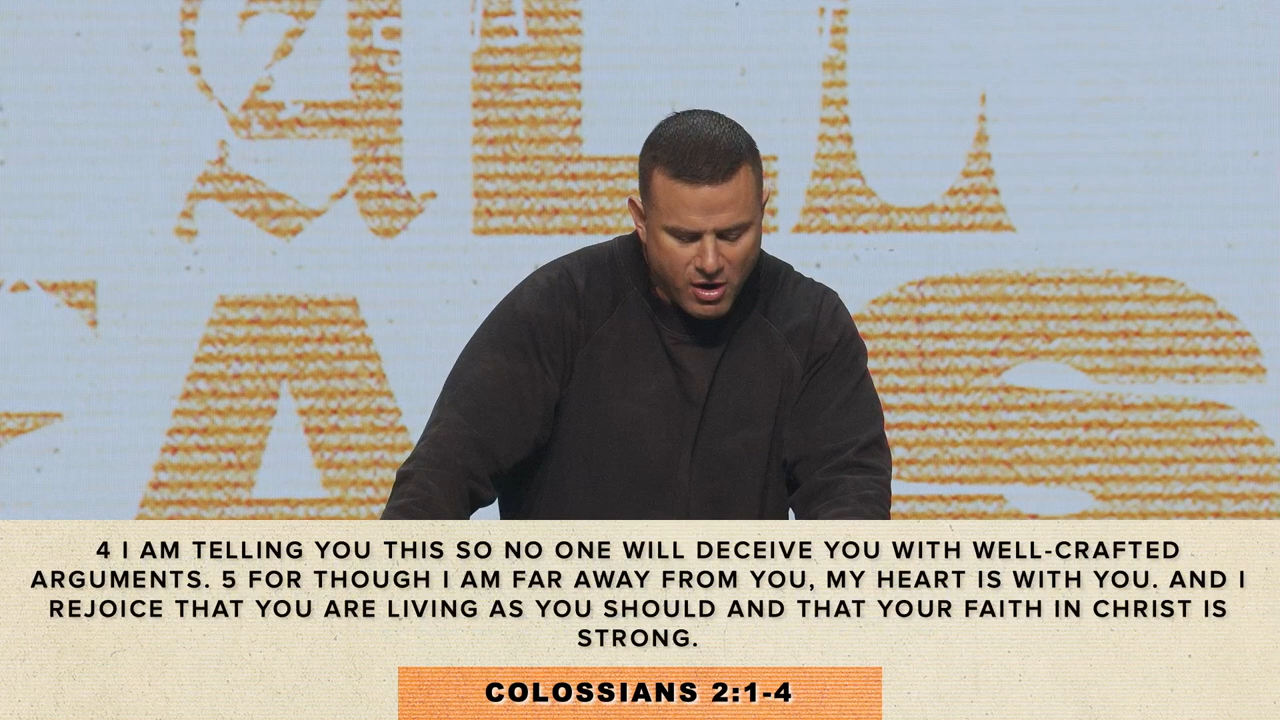 ALL
AS
4 I AM TELLING YOU THIS SO NO ONE WILL DECEIVE YOU WITH WELL-CRAFTED
ARGUMENTS. 5 FOR THOUGH I AM FAR AWAY FROM YOU, MY HEART IS WITH YOU. AND I
REJOICE THAT YOU ARE LIVING AS YOU SHOULD AND THAT YOUR FAITH IN CHRIST IS
STRONG.
COLOSSIANS 2:1-4